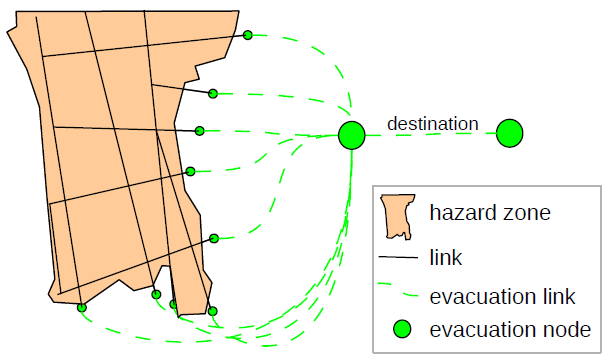 destination
hazard zone
link
evacuation link
evacuation node